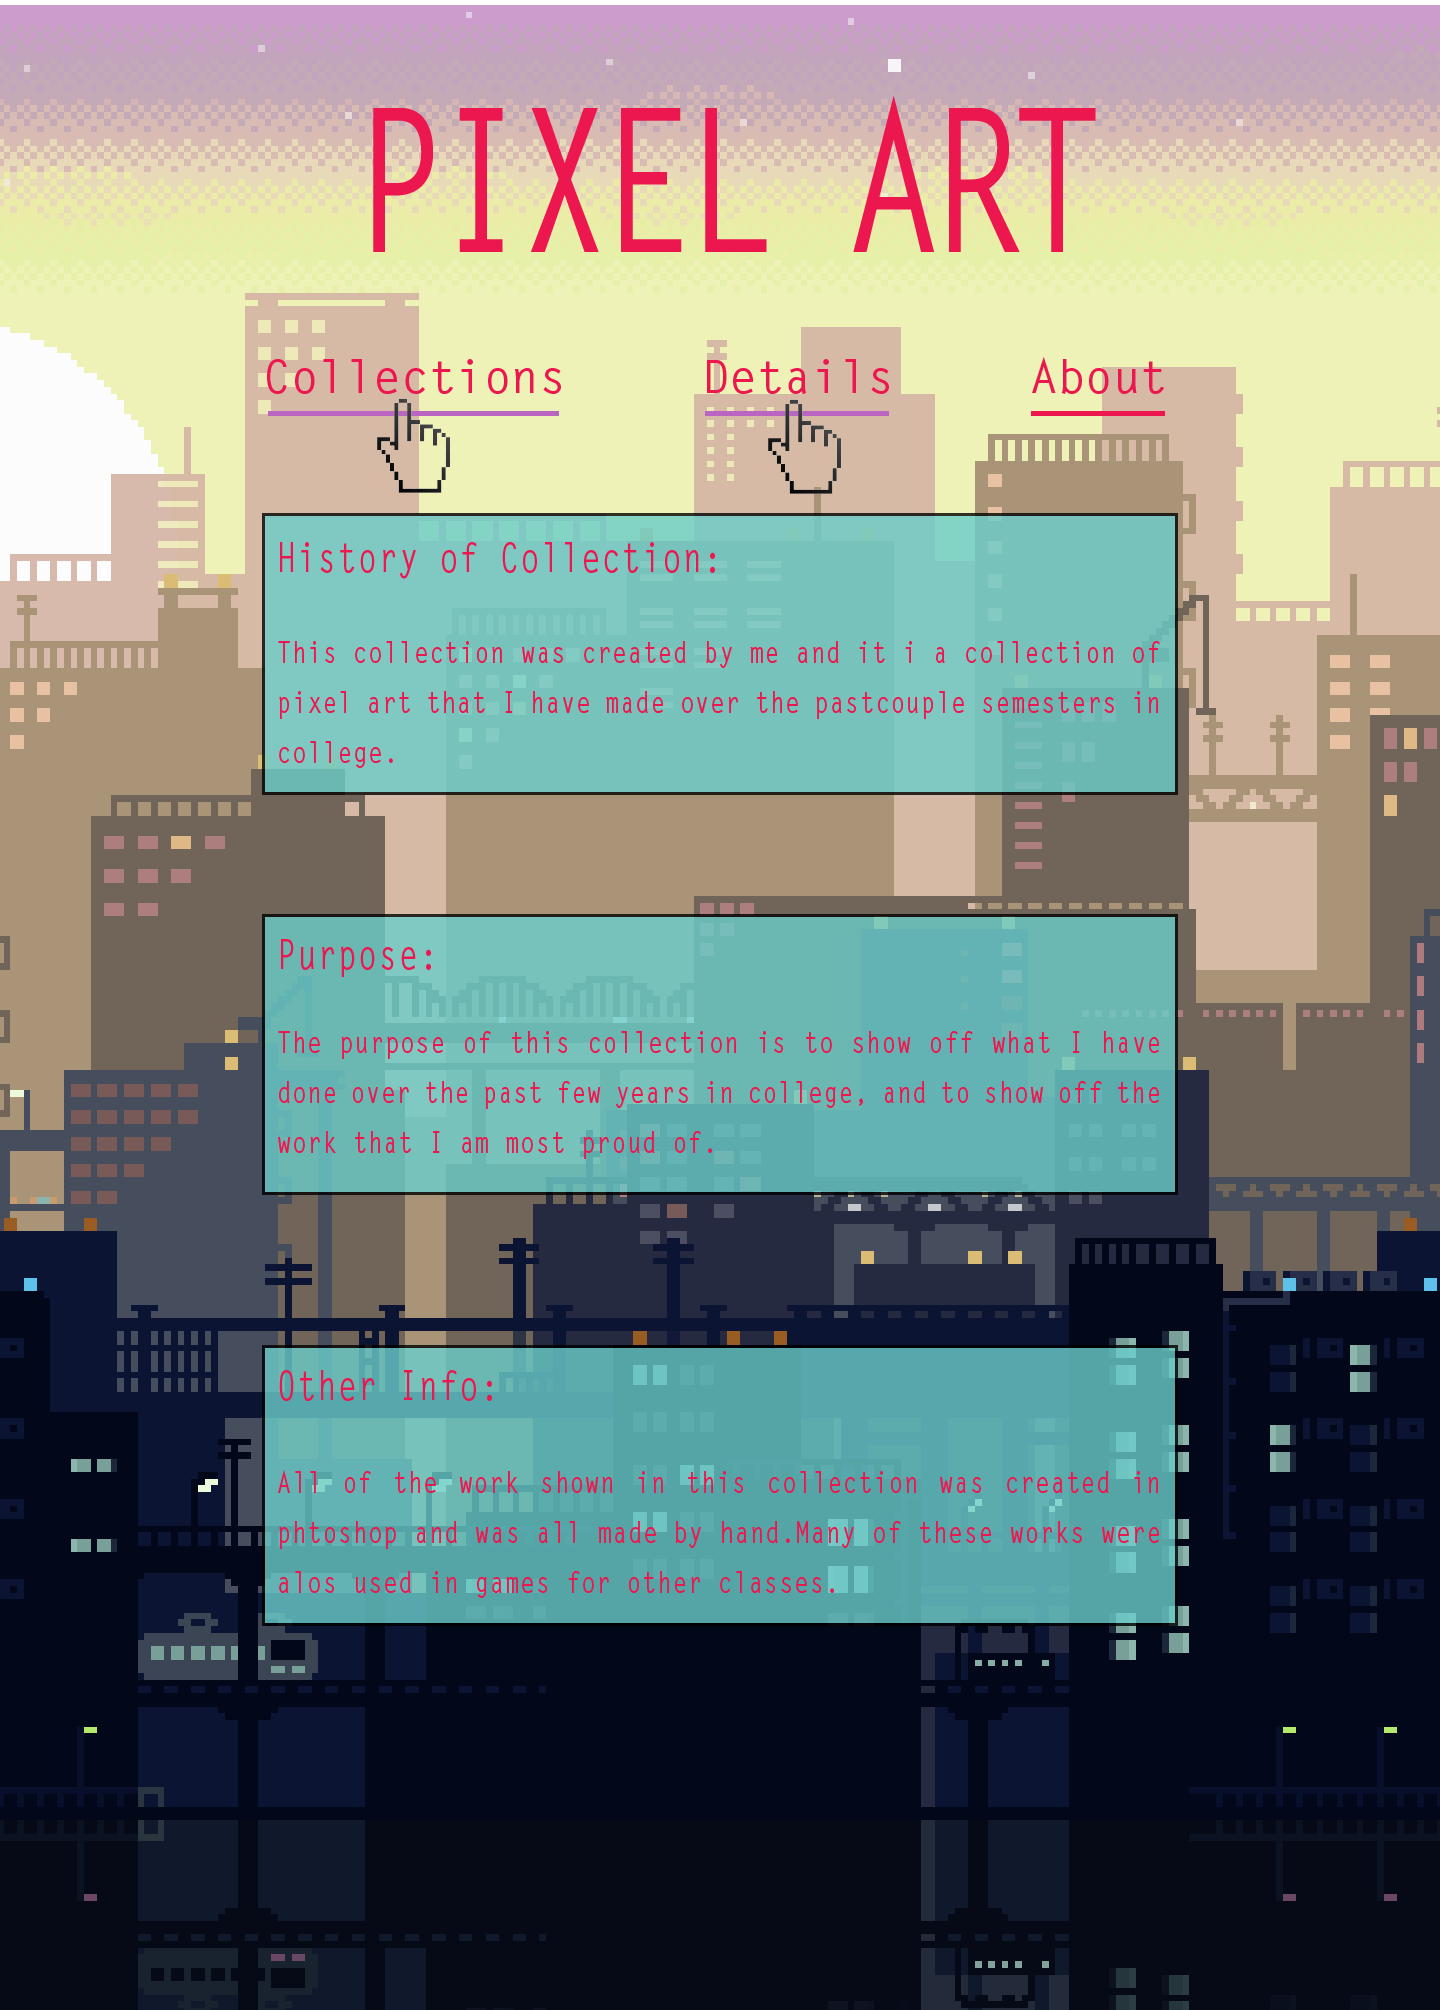 PIXEL ART
Collections Details About
History of Collection:
This collection was created by me and it i a collection of
pixel art that I have made over the pastcouple semesters in
college.
Purpose:
The purpose of this collection is to show off what I have
done over the past few years in college, and to show off the
work that I am most proud of.
Other Info:
All of the work shown in this collection was created in
phtoshop and was all made by hand.Many of these works were
alos used in games for other classes.